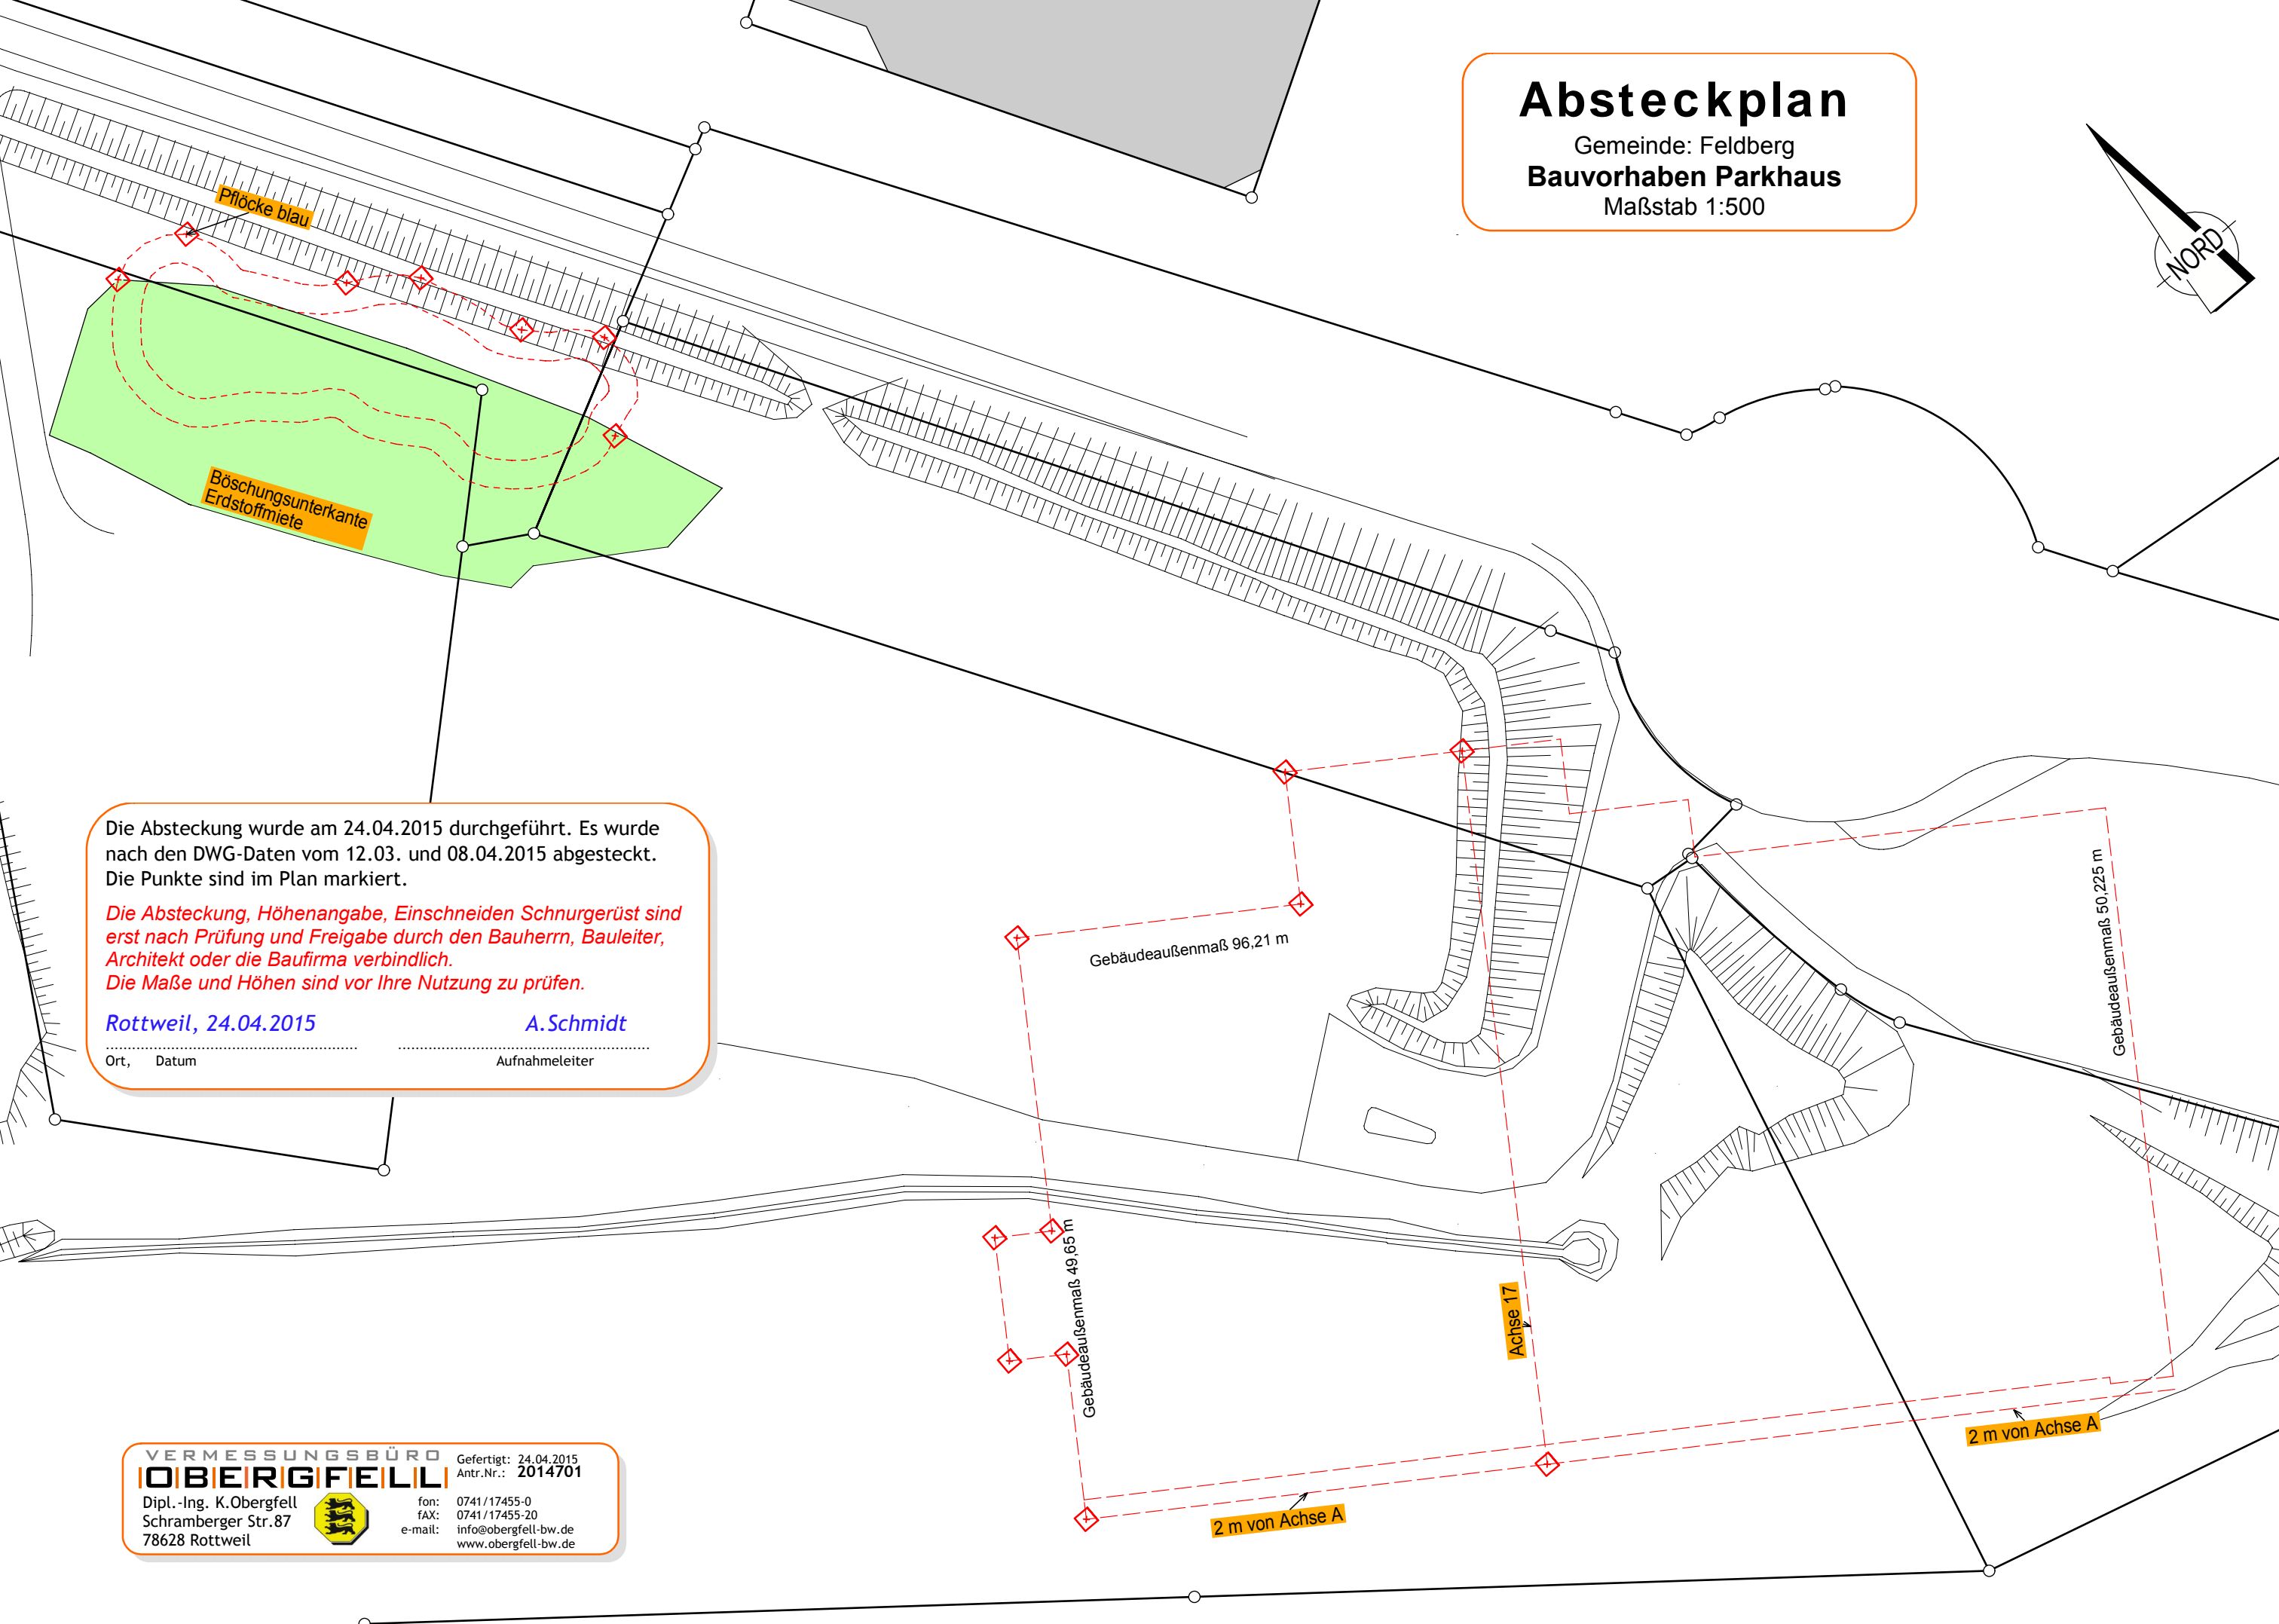 Absteckplan
Gemeinde: Feldberg
Bauvorhaben Parkhaus
Maßstab 1:500
NORD
Pflöcke blau
Böschungsunterkante
Erdstoffmiete
Die Absteckung wurde am 24.04.2015 durchgeführt. Es wurde
nach den DWG-Daten vom 12.03. und 08.04.2015 abgesteckt.
Die Punkte sind im Plan markiert.
Die Absteckung, Höhenangabe, Einschneiden Schnurgerüst sind
erst nach Prüfung und Freigabe durch den Bauherrn, Bauleiter,
Architekt oder die Baufirma verbindlich.
Die Maße und Höhen sind vor Ihre Nutzung zu prüfen.
Rottweil, 24.04.2015 A.Schmidt
Ort, Datum Aufnahmeleiter
Gebäudeaußenmaß 96,21 m
Gebäudeaußenmaß 50,225 m
Gebäudeaußenmaß 49,65 m
Achse 17
2 m von Achse A
2 m von Achse A
VERMESSUNGSBÜRO
OBERGFELL
Dipl.-Ing. K.Obergfell
Schramberger Str.87
78628 Rottweil
Gefertigt: 24.04.2015
Antr.Nr.: 2014701
fon: 0741/17455-0
fAX: 0741/17455-20
e-mail: info@obergfell-bw.de
www.obergfell-bw.de